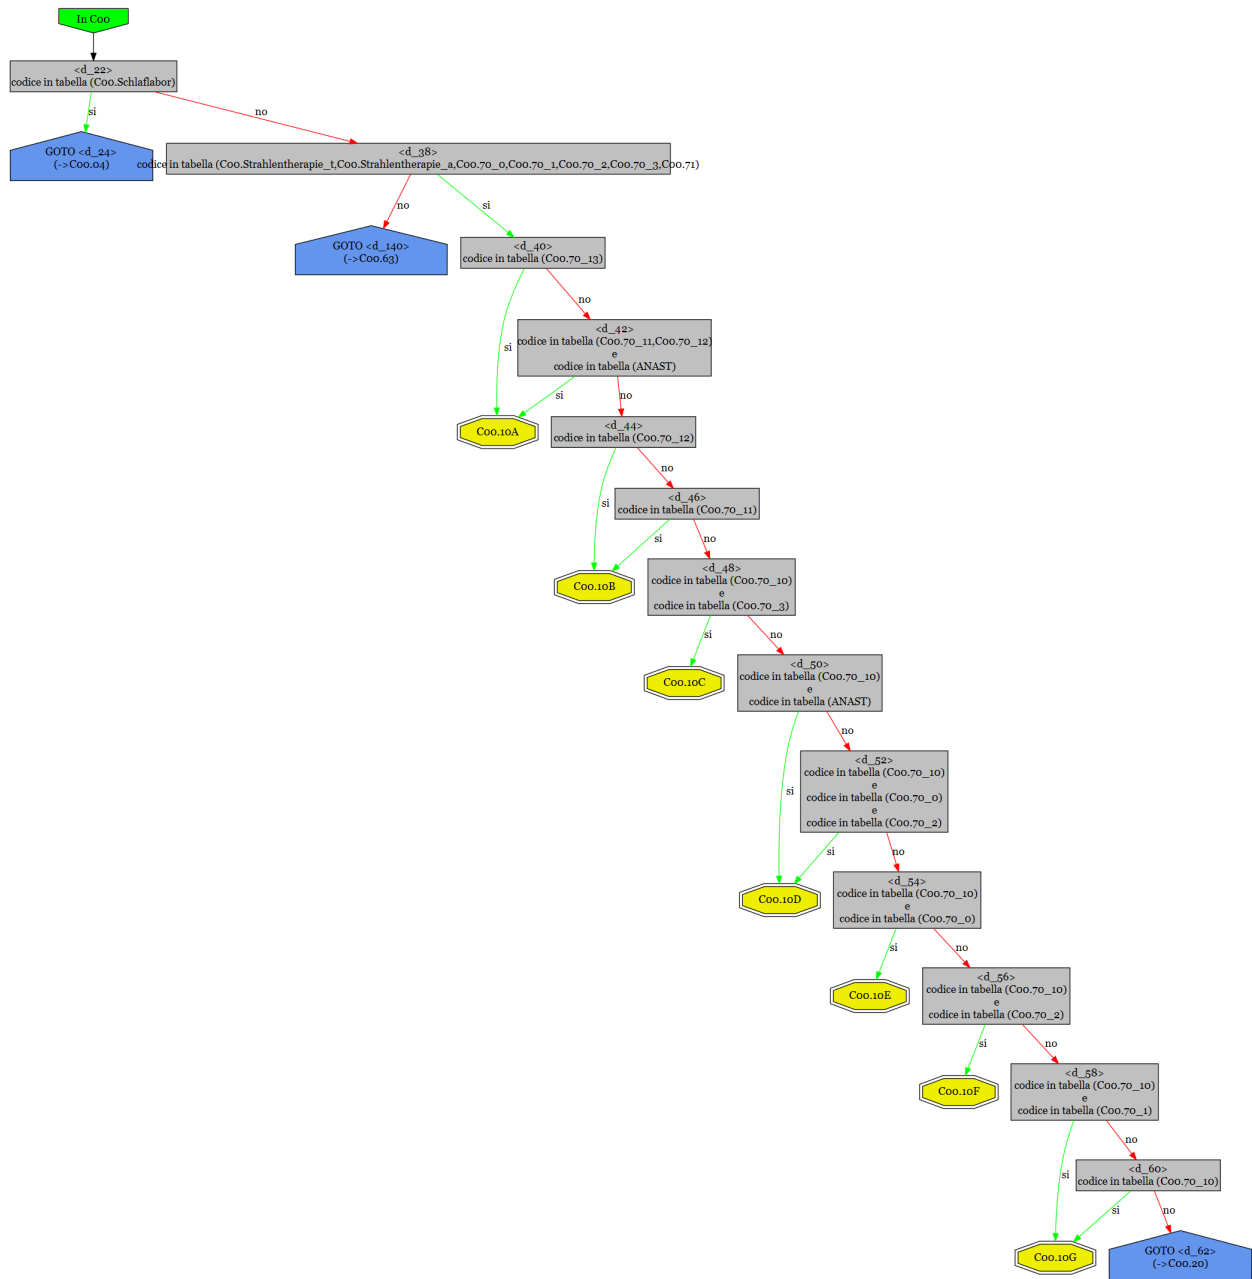 In C00
<d_22>
codice in tabella (C00.Schlaflabor)
si
no
GOTO <d_24>
(->C00.04)
<d_38>
codice in tabella (C00.Strahlentherapie_t,C00.Strahlentherapie_a,C00.70_0,C00.70_1,C00.70_2,C00.70_3,C00.71)
no
si
GOTO <d_140>
(->C00.63)
<d_40>
codice in tabella (C00.70_13)
no
si
<d_42>
codice in tabella (C00.70_11,C00.70_12)
e
codice in tabella (ANAST)
si
no
C00.10A
<d_44>
codice in tabella (C00.70_12)
no
si
<d_46>
codice in tabella (C00.70_11)
si
no
C00.10B
<d_48>
codice in tabella (C00.70_10)
e
codice in tabella (C00.70_3)
si
no
C00.10C
<d_50>
codice in tabella (C00.70_10)
e
codice in tabella (ANAST)
no
si
<d_52>
codice in tabella (C00.70_10)
e
codice in tabella (C00.70_0)
e
codice in tabella (C00.70_2)
si
no
C00.10D
<d_54>
codice in tabella (C00.70_10)
e
codice in tabella (C00.70_0)
si
no
C00.10E
<d_56>
codice in tabella (C00.70_10)
e
codice in tabella (C00.70_2)
si
no
C00.10F
<d_58>
codice in tabella (C00.70_10)
e
codice in tabella (C00.70_1)
no
si
<d_60>
codice in tabella (C00.70_10)
si
no
C00.10G
GOTO <d_62>
(->C00.20)